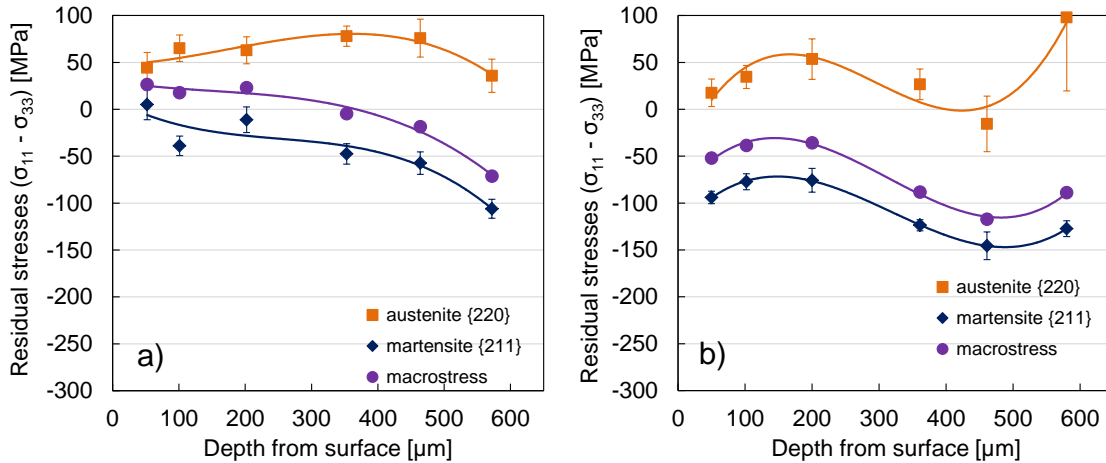 Residual stresses (σ₁₁ - σ₃₃) [MPa]
100
50
0
-50
-100
-150
-200
-250
-300
a)
austenite {220}
martensite {211}
macrostress
0 100 200 300 400 500 600
Depth from surface [µm]
Residual stresses (σ₁₁ - σ₃₃) [MPa]
100
50
0
-50
-100
-150
-200
-250
-300
b)
austenite {220}
martensite {211}
macrostress
0 100 200 300 400 500 600
Depth from surface [µm]